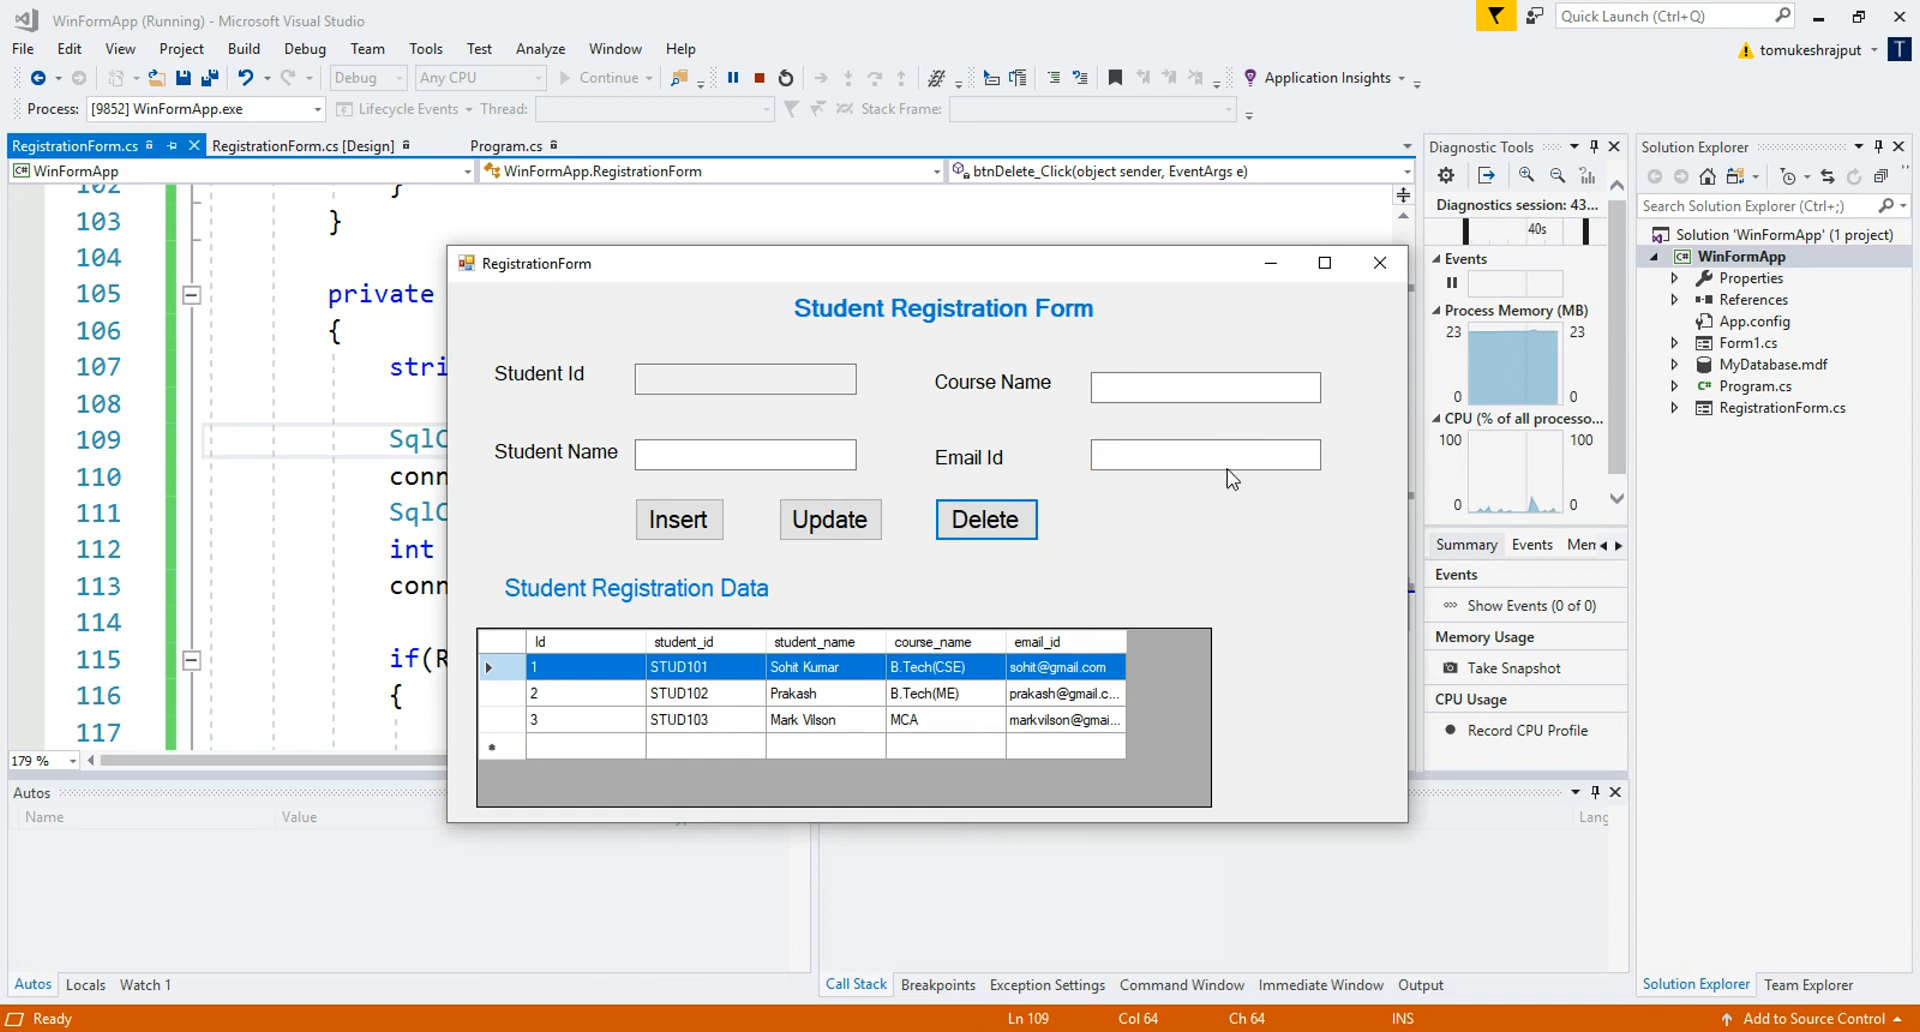 WinFormApp (Running) - Microsoft Visual Studio
Quick Launch (Ctrl+Q)
File Edit View Project Build Debug Team Tools Test Analyze Window Help
tomukeshrajput T
Debug Any CPU Continue Application Insights
Process: [9852] WinFormApp.exe Lifecycle Events Thread: Stack Frame:
RegistrationForm.cs RegistrationForm.cs [Design] Program.cs
WinFormApp WinFormApp.RegistrationForm btnDelete_Click(object sender, EventArgs e)
102 }
103 }
104
105 private
106 {
107 stri
108
109 SqlC
110 conn
111 SqlC
112 int
113 conn
114
115 if(R
116 {
117
179 %
RegistrationForm
Student Registration Form
Student Id Course Name
Student Name Email Id
Insert Update Delete
Student Registration Data
Id student_id student_name course_name email_id
1 STUD101 Sohit Kumar B.Tech(CSE) sohit@gmail.com
2 STUD102 Prakash B.Tech(ME) prakash@gmail.c...
3 STUD103 Mark Vilson MCA markvilson@gmai...
Diagnostic Tools
Diagnostics session: 43...
40s
Events
Process Memory (MB)
23 23
0 0
CPU (% of all processo...
100 100
0 0
Summary Events Men
Events
Show Events (0 of 0)
Memory Usage
Take Snapshot
CPU Usage
Record CPU Profile
Solution Explorer
Search Solution Explorer (Ctrl+;)
Solution 'WinFormApp' (1 project)
C# WinFormApp
Properties
References
App.config
Form1.cs
MyDatabase.mdf
C# Program.cs
RegistrationForm.cs
Autos
Name Value
Lang
Autos Locals Watch 1
Call Stack Breakpoints Exception Settings Command Window Immediate Window Output
Solution Explorer Team Explorer
Ready Ln 109 Col 64 Ch 64 INS Add to Source Control